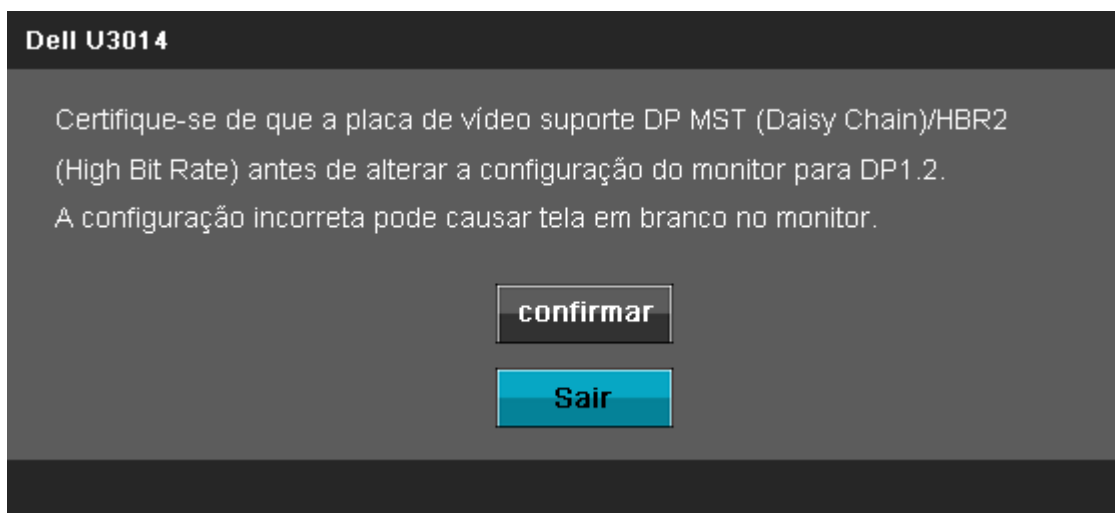 Dell U3014
Certifique-se de que a placa de vídeo suporte DP MST (Daisy Chain)/HBR2
(High Bit Rate) antes de alterar a configuração do monitor para DP1.2.
A configuração incorreta pode causar tela em branco no monitor.
confirmar
Sair